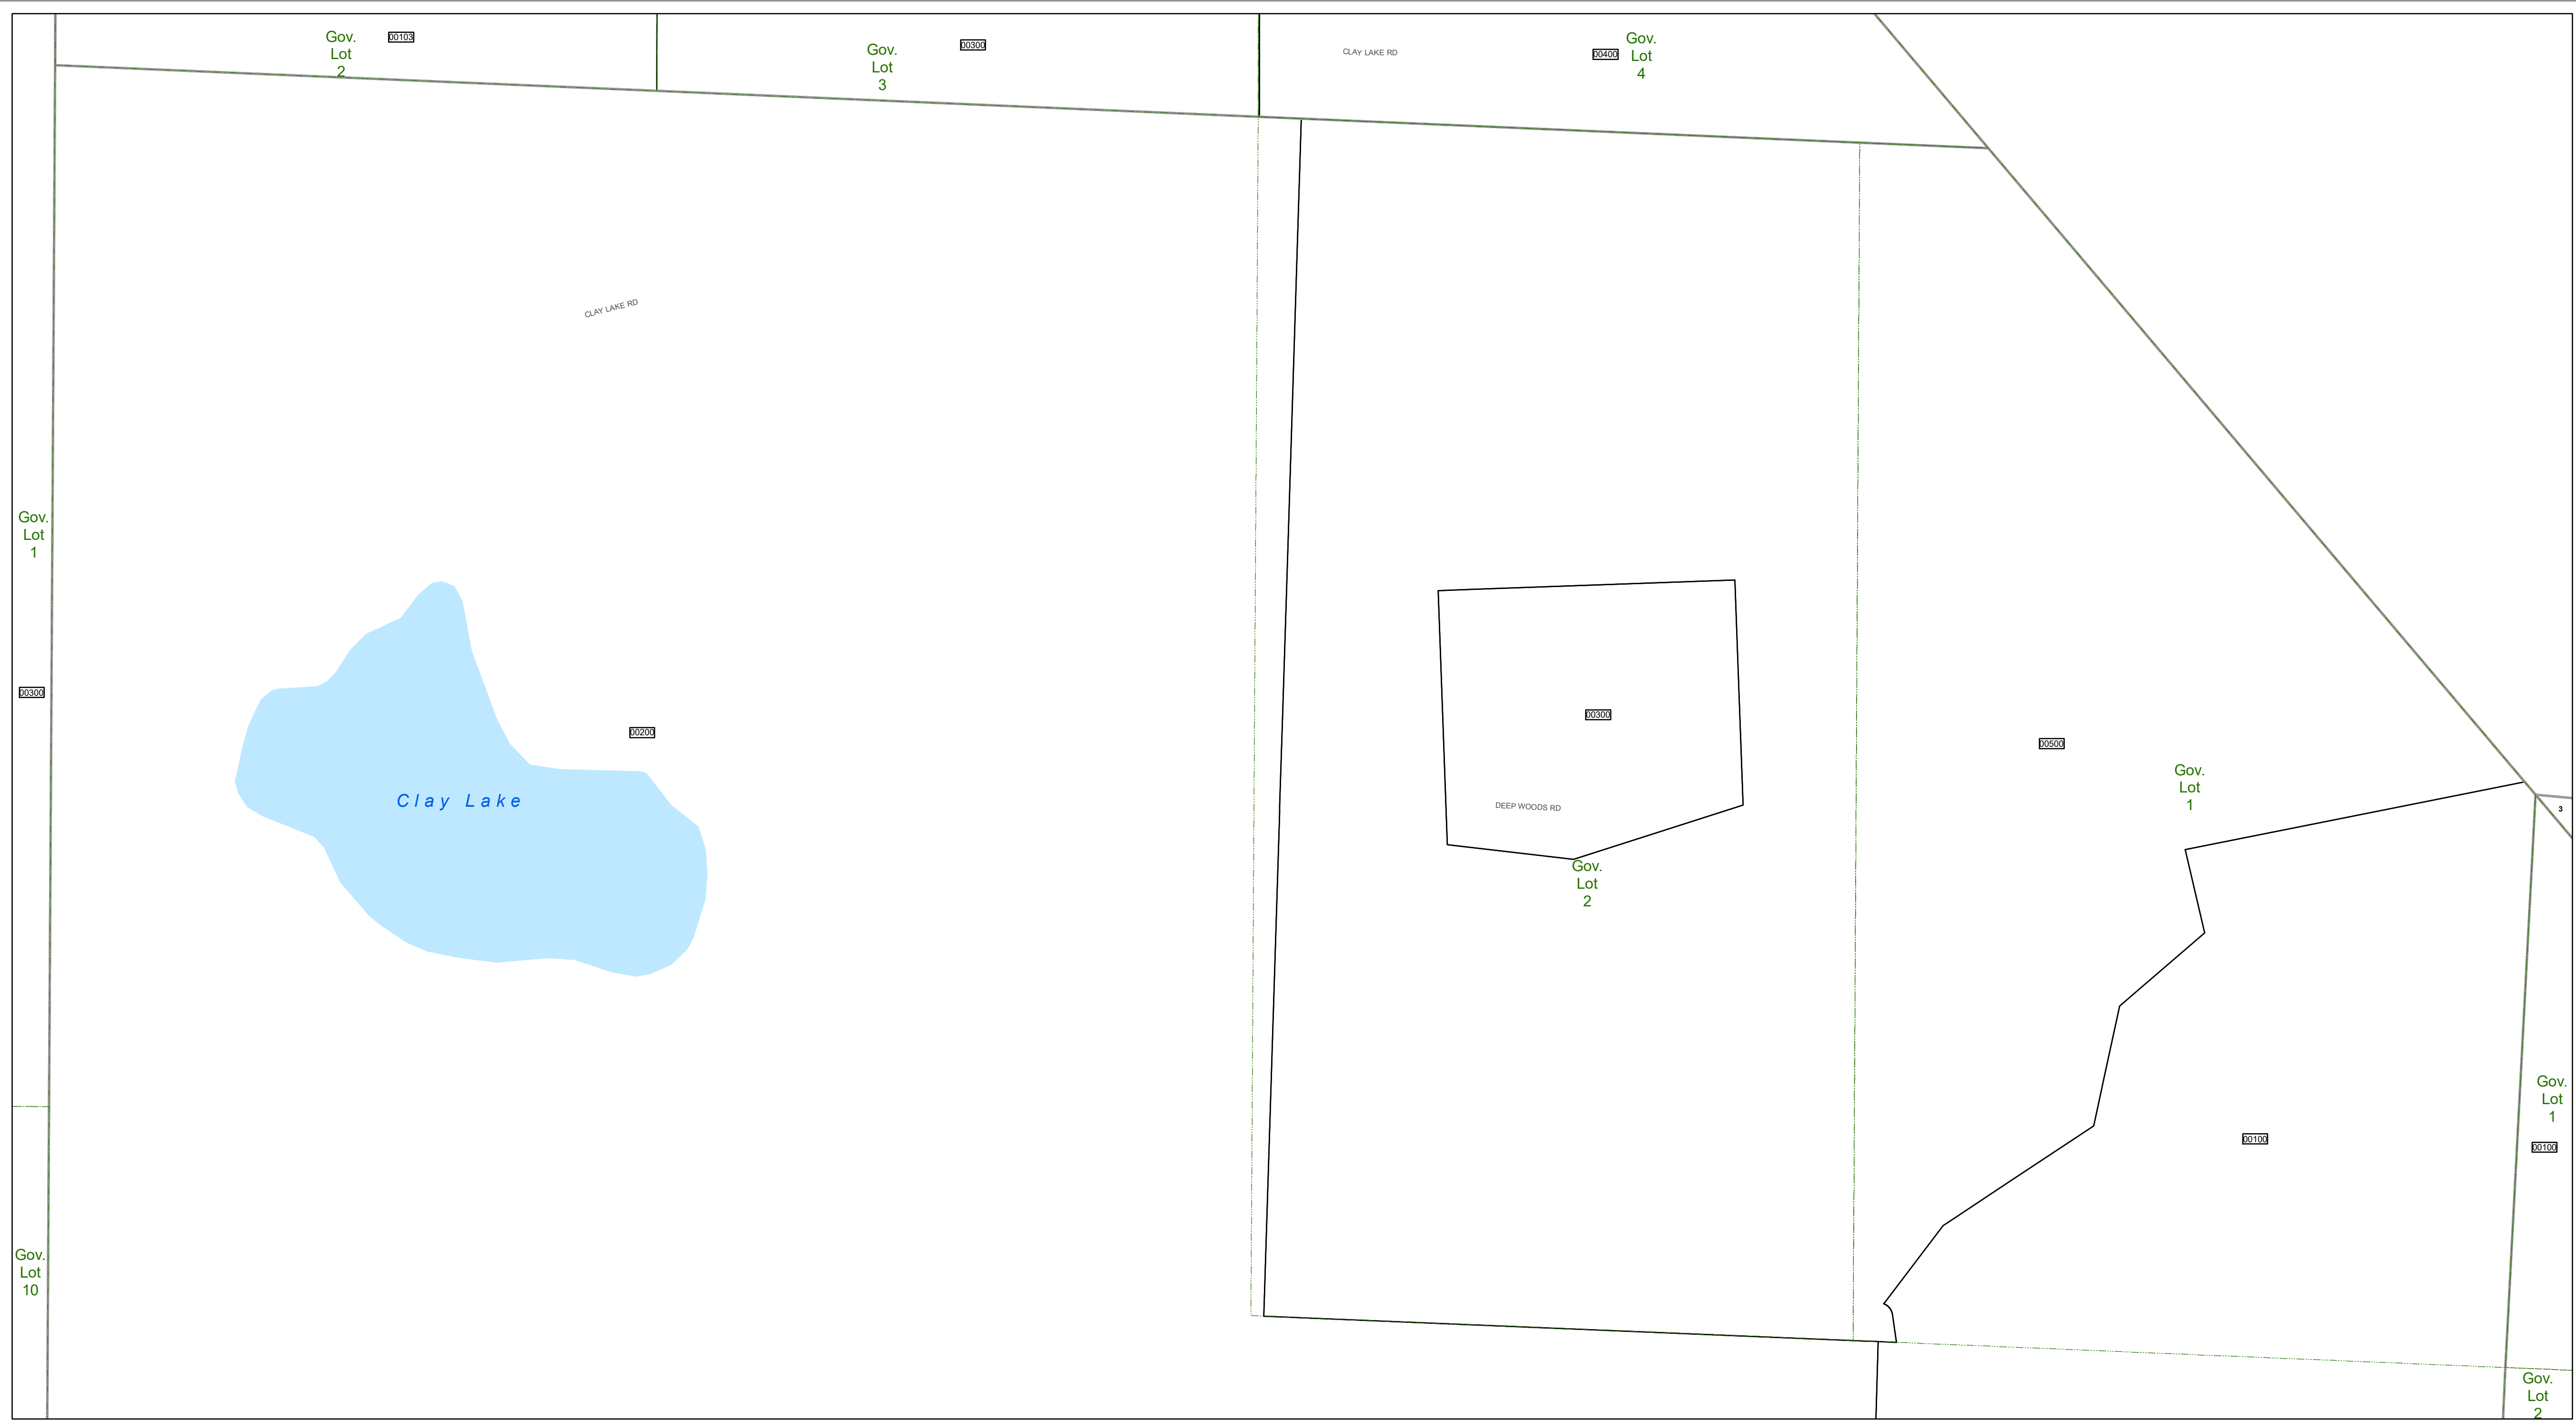 Gov.
Lot
2
00103
Gov.
Lot
3
00300
CLAY LAKE RD
00400
Gov.
Lot
4
CLAY LAKE RD
Gov.
Lot
1
00300
00200
Clay Lake
00300
DEEP WOODS RD
Gov.
Lot
2
00500
Gov.
Lot
1
3
Gov.
Lot
1
00100
00100
Gov.
Lot
10
Gov.
Lot
2